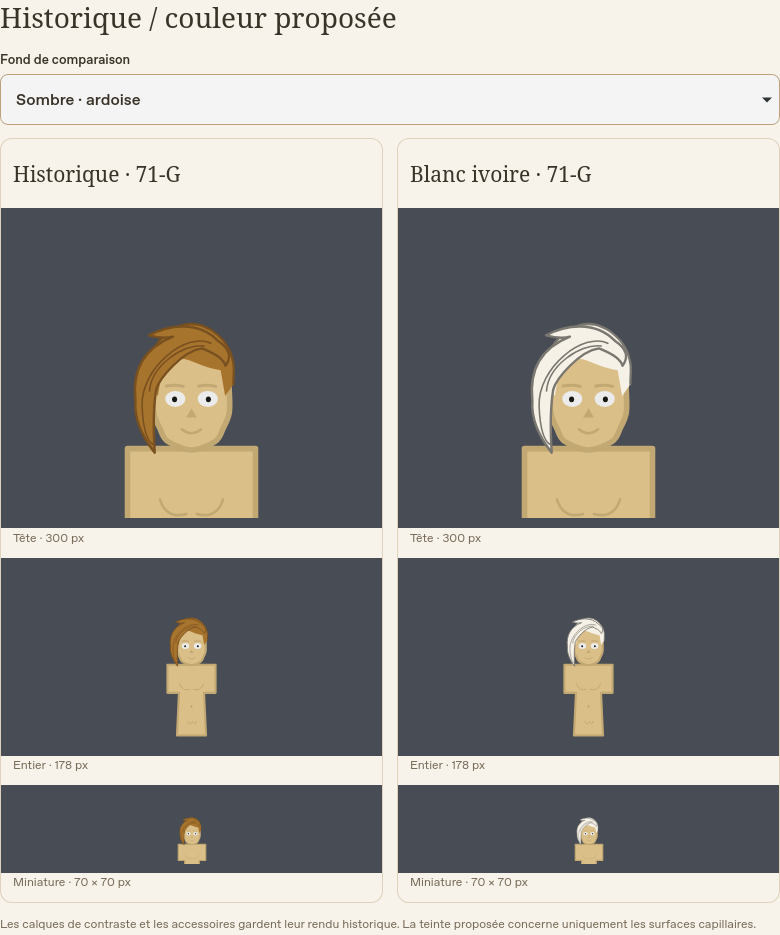 Historique / couleur proposée
Fond de comparaison
Sombre · ardoise
Historique · 71-G
Blanc ivoire · 71-G
Tête · 300 px
Tête · 300 px
Entier · 178 px
Entier · 178 px
Miniature · 70 × 70 px
Miniature · 70 × 70 px
Les calques de contraste et les accessoires gardent leur rendu historique. La teinte proposée concerne uniquement les surfaces capillaires.